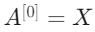 A^{[0]} = X